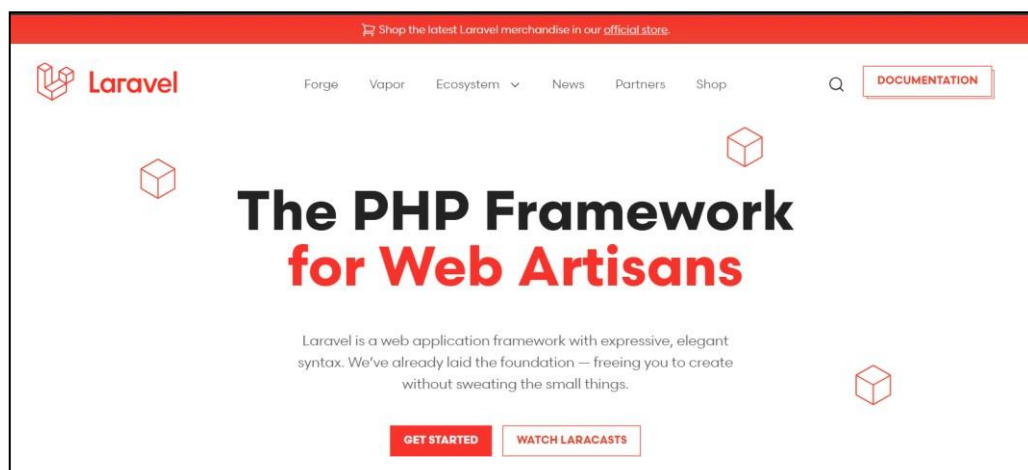 Shop the latest Laravel merchandise in our official store.
Laravel
Forge Vapor Ecosystem News Partners Shop
DOCUMENTATION
The PHP Framework
for Web Artisans
Laravel is a web application framework with expressive, elegant
syntax. We've already laid the foundation — freeing you to create
without sweating the small things.
GET STARTED
WATCH LARACASTS